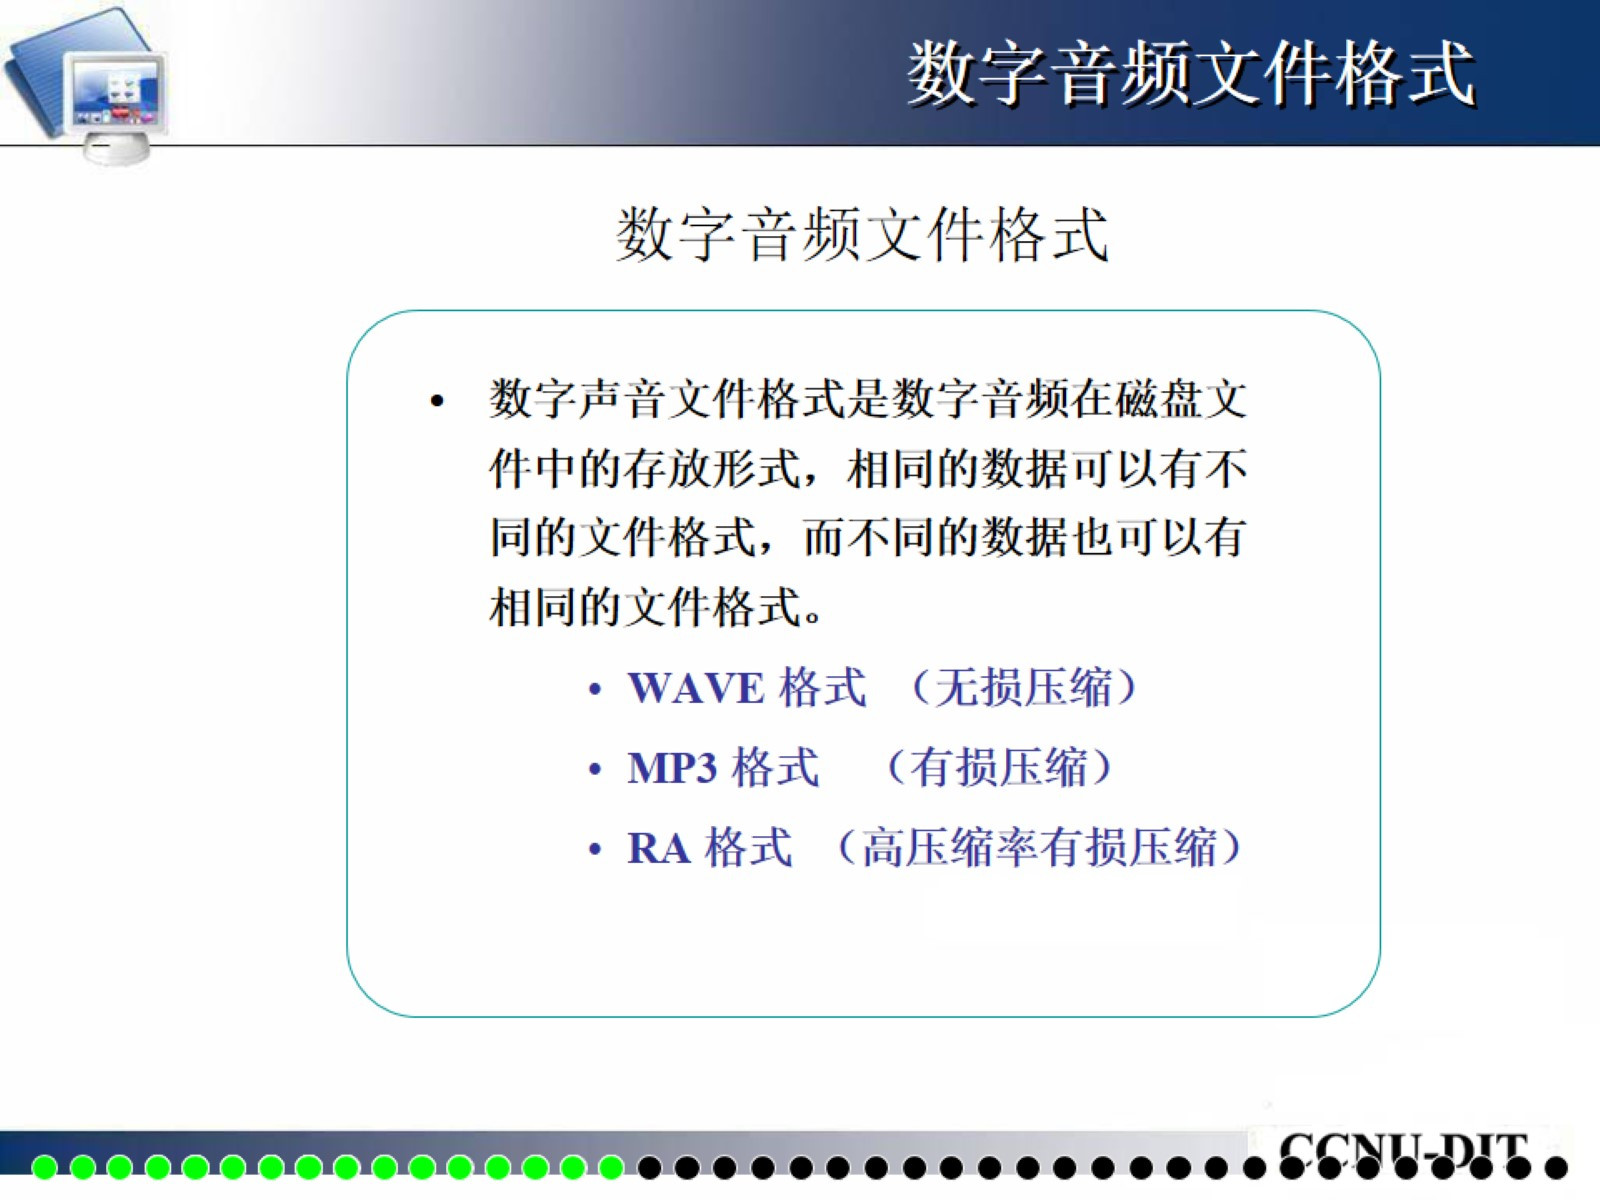 数字音频文件格式
数字音频文件格式
• 数字声音文件格式是数字音频在磁盘文
件中的存放形式，相同的数据可以有不
同的文件格式，而不同的数据也可以有
相同的文件格式。
• WAVE 格式 （无损压缩）
• MP3 格式 （有损压缩）
• RA 格式 （高压缩率有损压缩）
CCNU-DIT